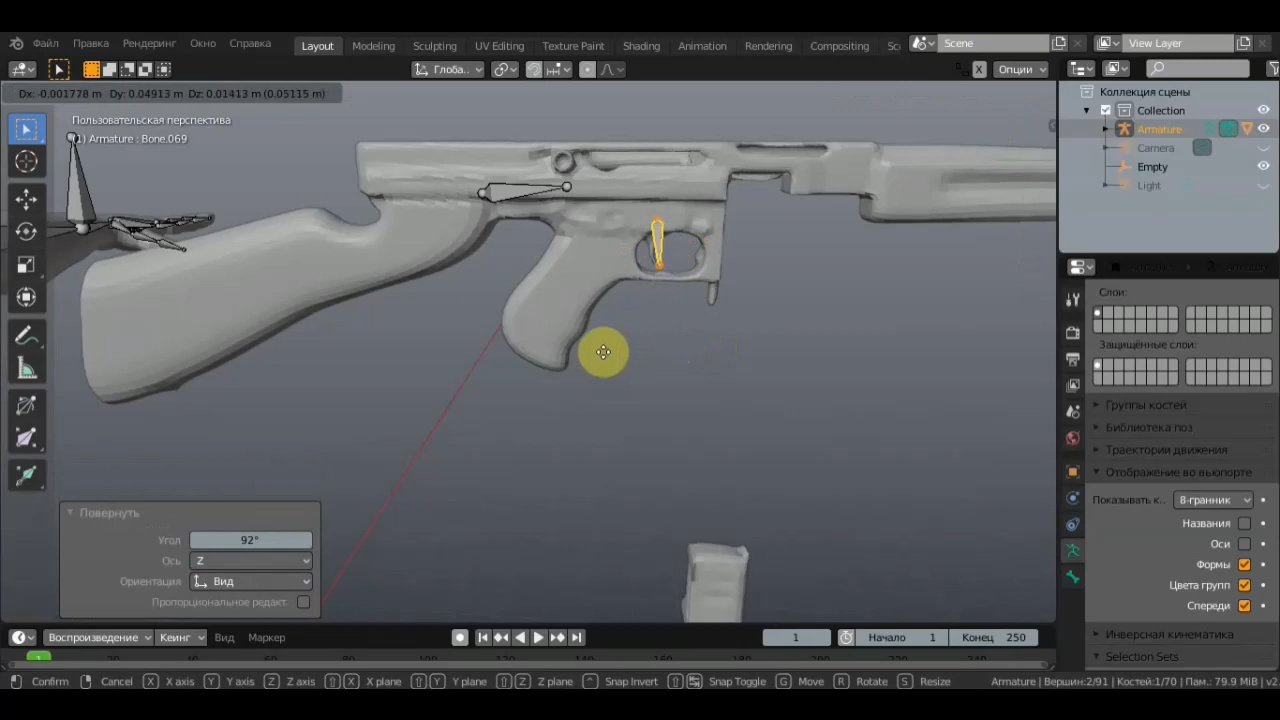 Файл Правка Рендеринг Окно Справка Layout Modeling Sculpting UV Editing Texture Paint Shading Animation Rendering Compositing Sc Scene View Layer
Глоба.. X Опции
Dx: -0.001778 m Dy: 0.04913 m Dz: 0.01413 m (0.05115 m)
Пользовательская перспектива
(1) Armature : Bone.069
Коллекция сцены
Collection
Armature
Camera
Empty
Light
Слои:
Защищённые слои:
Группы костей
Библиотека поз
Траектории движения
Отображение во вьюпорте
Показывать к.. 8-гранник
Названия
Оси
Формы
Цвета групп
Спереди
Инверсная кинематика
Selection Sets
Повернуть
Угол 92°
Ось Z
Ориентация Вид
Пропорциональное редакт.
Воспроизведение Кеинг Вид Маркер 1 Начало 1 Конец 250
1
Confirm Cancel X X axis Y Y axis Z Z axis X X plane Y Y plane Z Z plane Snap Invert Snap Toggle G Move R Rotate S Resize Armature | Вершин:2/91 | Костей:1/70 | Пам.: 79.9 MiB | v2.